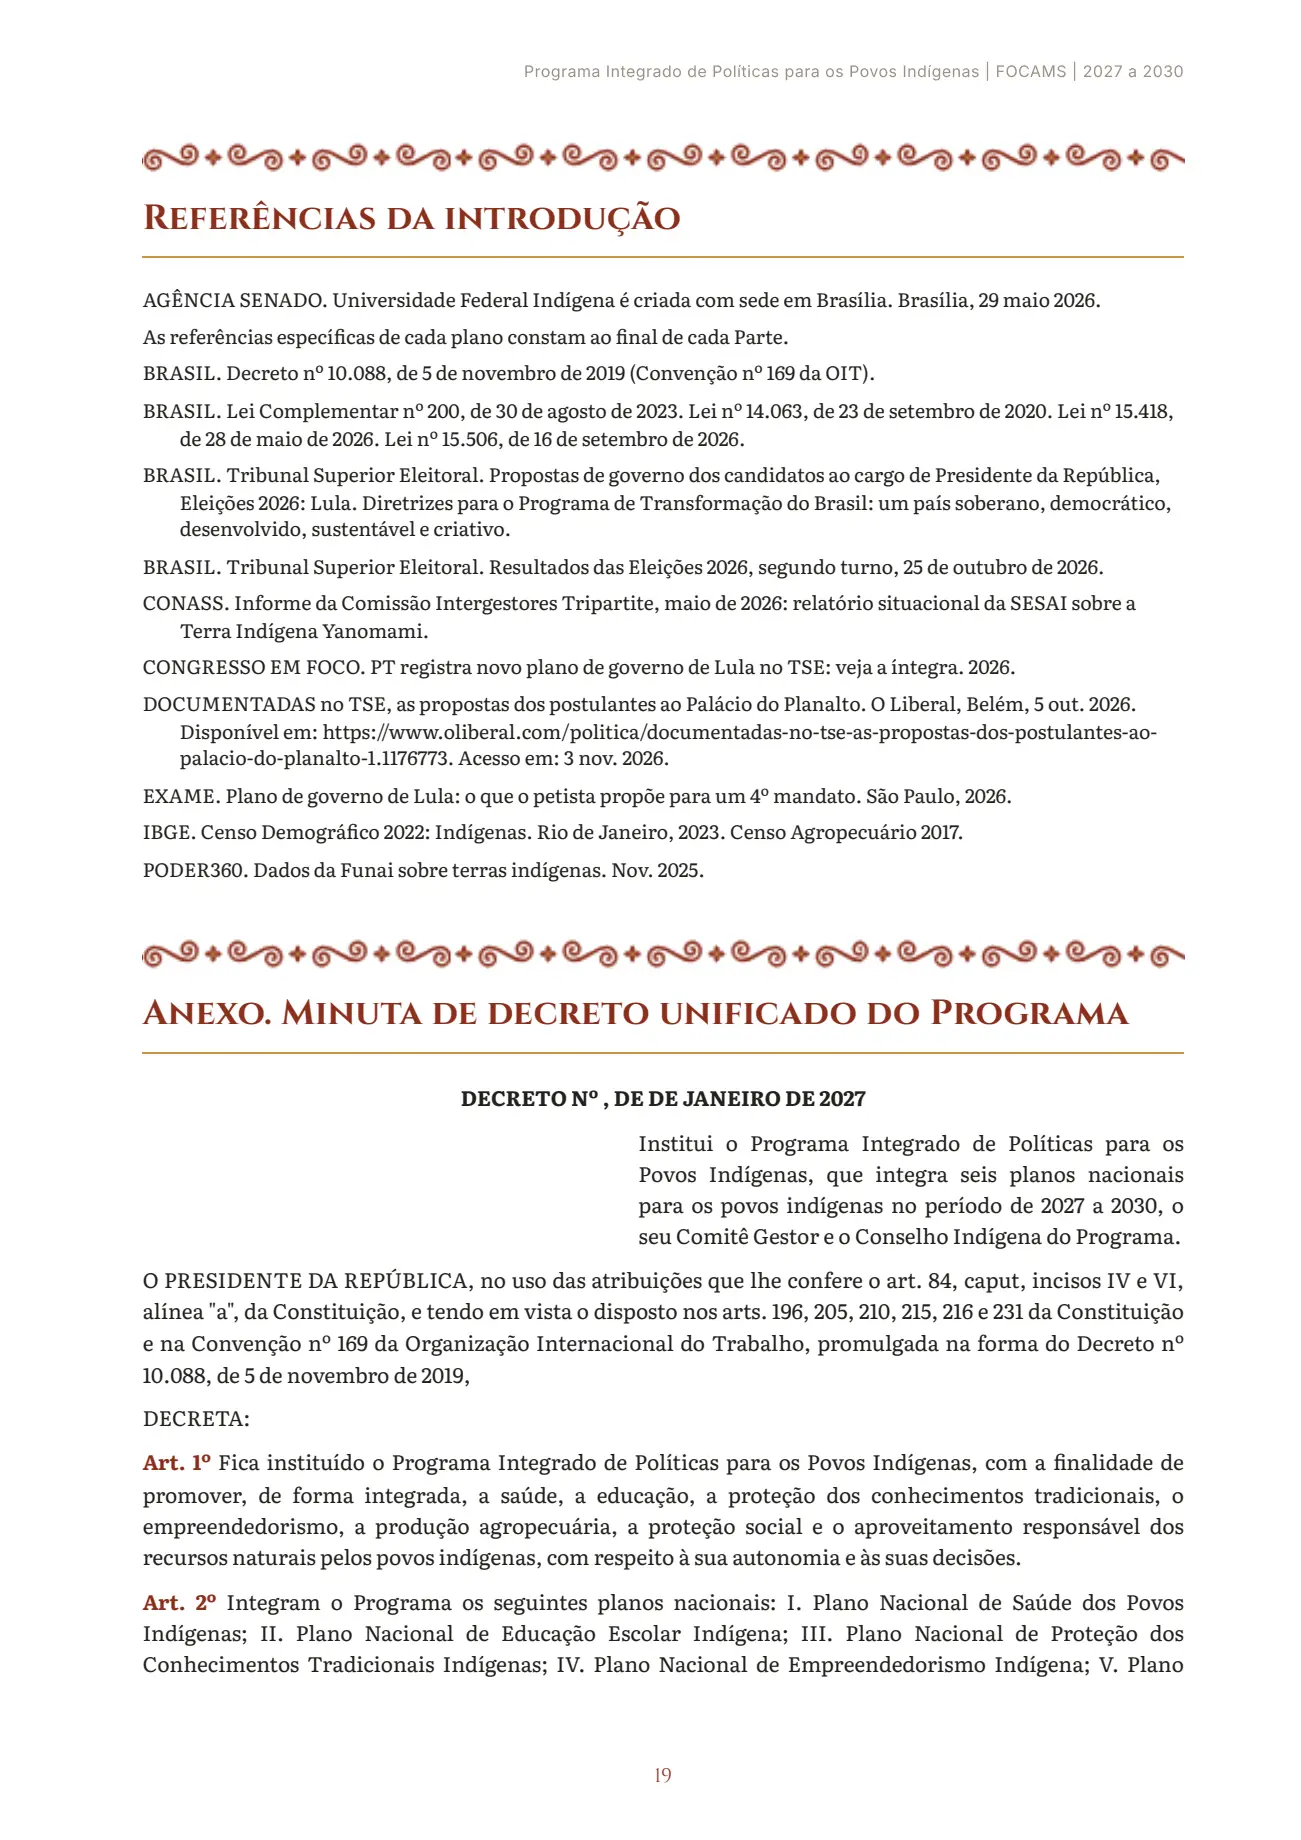 Programa Integrado de Políticas para os Povos Indígenas | FOCAMS | 2027 a 2030
Referências da introdução
AGÊNCIA SENADO. Universidade Federal Indígena é criada com sede em Brasília. Brasília, 29 maio 2026.
As referências específicas de cada plano constam ao final de cada Parte.
BRASIL. Decreto nº 10.088, de 5 de novembro de 2019 (Convenção nº 169 da OIT).
BRASIL. Lei Complementar nº 200, de 30 de agosto de 2023. Lei nº 14.063, de 23 de setembro de 2020. Lei nº 15.418,
de 28 de maio de 2026. Lei nº 15.506, de 16 de setembro de 2026.
BRASIL. Tribunal Superior Eleitoral. Propostas de governo dos candidatos ao cargo de Presidente da República,
Eleições 2026: Lula. Diretrizes para o Programa de Transformação do Brasil: um país soberano, democrático,
desenvolvido, sustentável e criativo.
BRASIL. Tribunal Superior Eleitoral. Resultados das Eleições 2026, segundo turno, 25 de outubro de 2026.
CONASS. Informe da Comissão Intergestores Tripartite, maio de 2026: relatório situacional da SESAI sobre a
Terra Indígena Yanomami.
CONGRESSO EM FOCO. PT registra novo plano de governo de Lula no TSE: veja a íntegra. 2026.
DOCUMENTADAS no TSE, as propostas dos postulantes ao Palácio do Planalto. O Liberal, Belém, 5 out. 2026.
Disponível em: https://www.oliberal.com/politica/documentadas-no-tse-as-propostas-dos-postulantes-ao-
palacio-do-planalto-1.1176773. Acesso em: 3 nov. 2026.
EXAME. Plano de governo de Lula: o que o petista propõe para um 4º mandato. São Paulo, 2026.
IBGE. Censo Demográfico 2022: Indígenas. Rio de Janeiro, 2023. Censo Agropecuário 2017.
PODER360. Dados da Funai sobre terras indígenas. Nov. 2025.
Anexo. Minuta de decreto unificado do Programa
DECRETO Nº , DE DE JANEIRO DE 2027
Institui o Programa Integrado de Políticas para os
Povos Indígenas, que integra seis planos nacionais
para os povos indígenas no período de 2027 a 2030, o
seu Comitê Gestor e o Conselho Indígena do Programa.
O PRESIDENTE DA REPÚBLICA, no uso das atribuições que lhe confere o art. 84, caput, incisos IV e VI,
alínea "a", da Constituição, e tendo em vista o disposto nos arts. 196, 205, 210, 215, 216 e 231 da Constituição
e na Convenção nº 169 da Organização Internacional do Trabalho, promulgada na forma do Decreto nº
10.088, de 5 de novembro de 2019,
DECRETA:
Art. 1º Fica instituído o Programa Integrado de Políticas para os Povos Indígenas, com a finalidade de
promover, de forma integrada, a saúde, a educação, a proteção dos conhecimentos tradicionais, o
empreendedorismo, a produção agropecuária, a proteção social e o aproveitamento responsável dos
recursos naturais pelos povos indígenas, com respeito à sua autonomia e às suas decisões.
Art. 2º Integram o Programa os seguintes planos nacionais: I. Plano Nacional de Saúde dos Povos
Indígenas; II. Plano Nacional de Educação Escolar Indígena; III. Plano Nacional de Proteção dos
Conhecimentos Tradicionais Indígenas; IV. Plano Nacional de Empreendedorismo Indígena; V. Plano
19